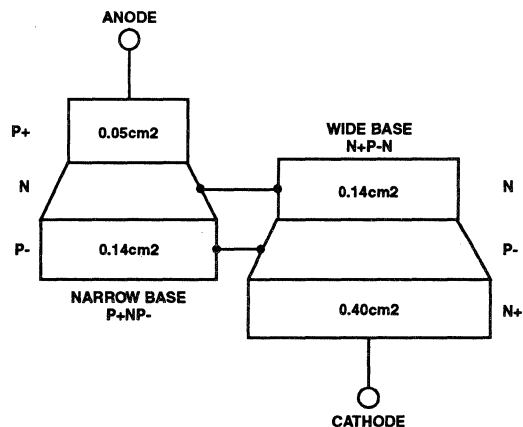 ANODE
P+
0.05cm2
WIDE BASE
N+P-N
N
0.14cm2
N
P-
0.14cm2
P-
NARROW BASE
P+NP-
0.40cm2
N+
CATHODE